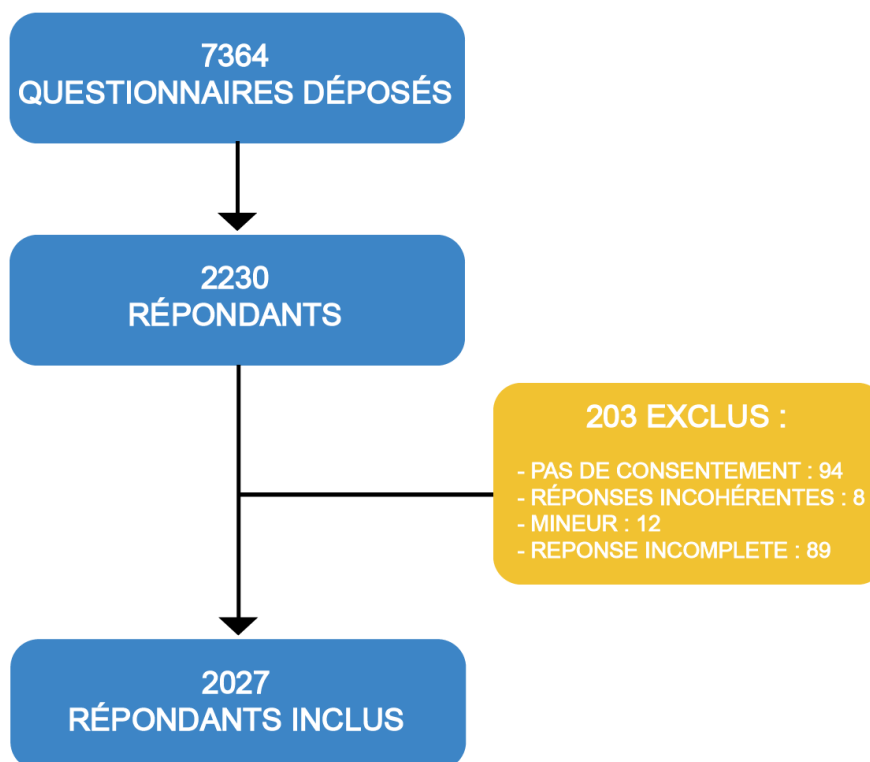 7364
QUESTIONNAIRES DÉPOSÉS
2230
RÉPONDANTS
203 EXCLUS :
- PAS DE CONSENTEMENT : 94
- RÉPONSES INCOHÉRENTES : 8
- MINEUR : 12
- REPONSE INCOMPLETE : 89
2027
RÉPONDANTS INCLUS